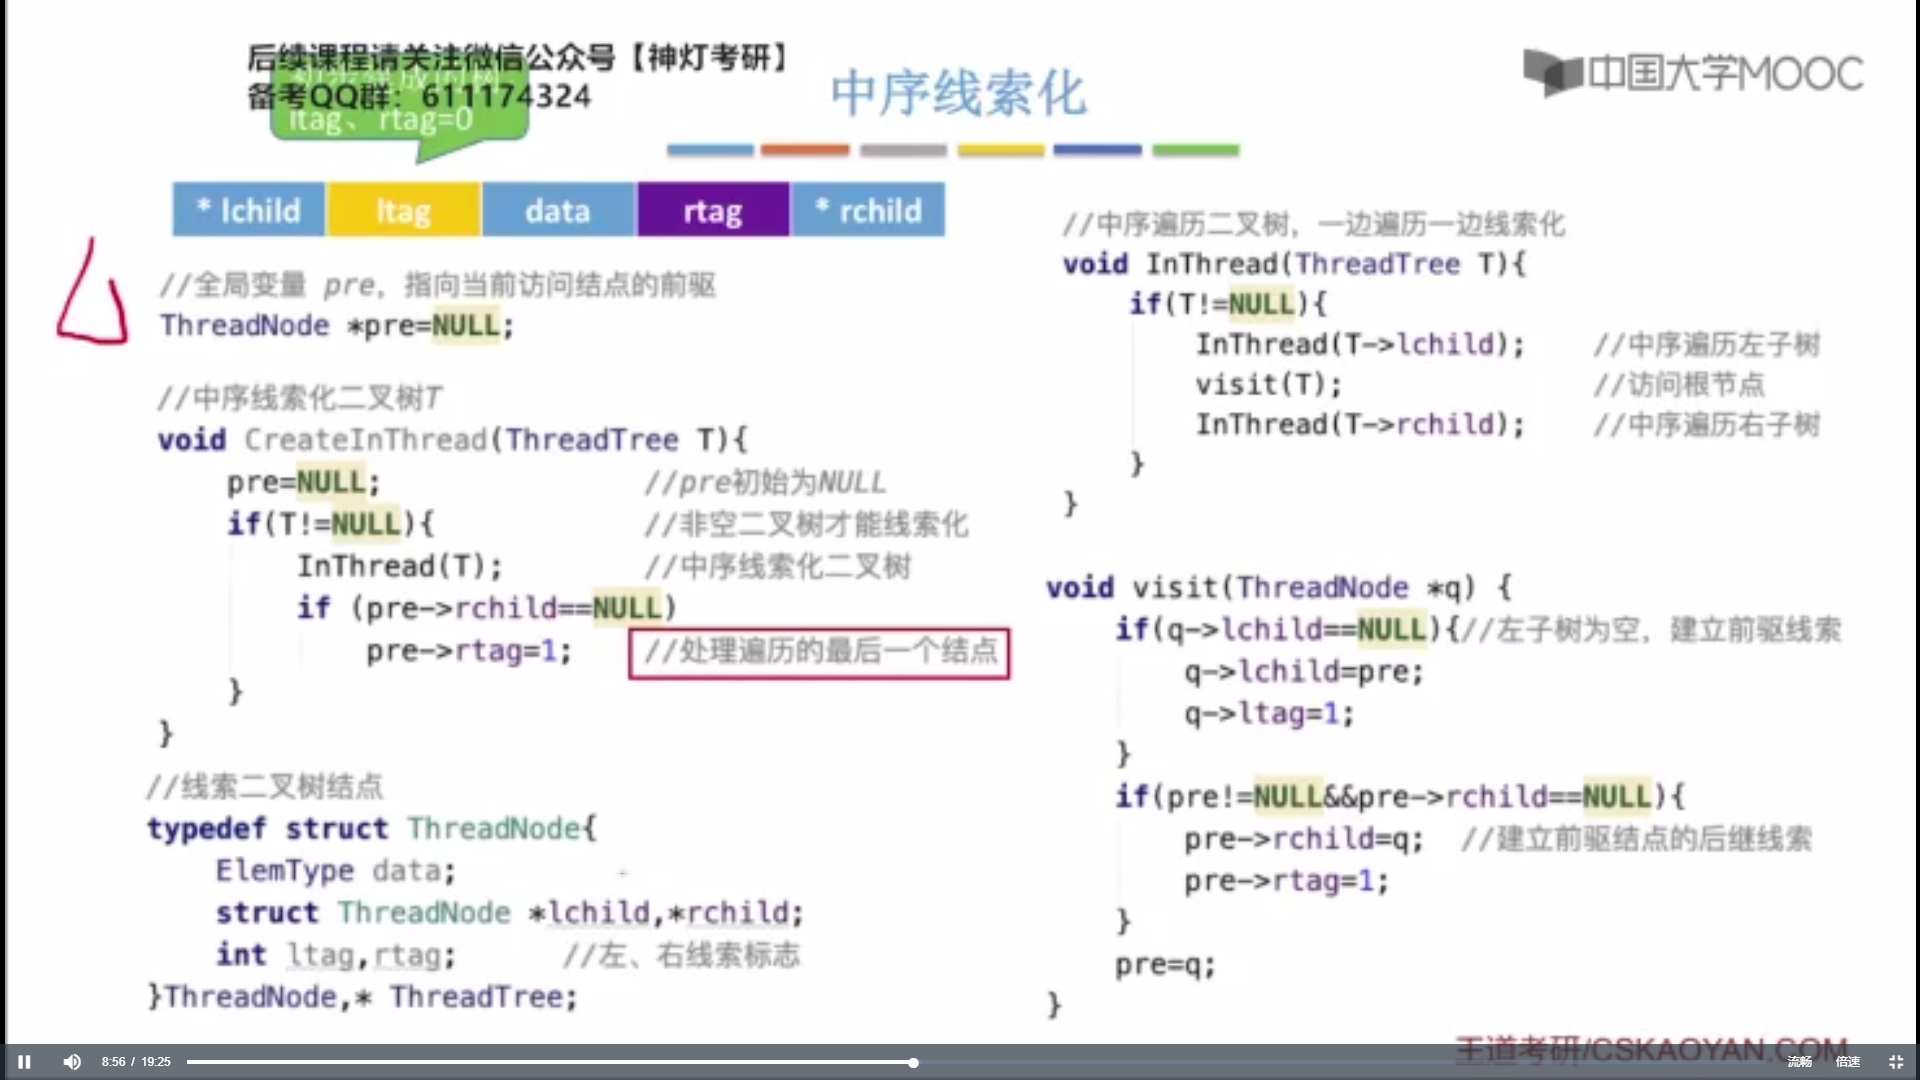 后续课程请关注微信公众号【神灯考研】
备考QQ群：611174324
ltag、rtag=0
中序线索化
中国大学MOOC
* lchild ltag data rtag * rchild
//全局变量 pre，指向当前访问结点的前驱
ThreadNode *pre=NULL;
//中序线索化二叉树T
void CreateInThread(ThreadTree T){
pre=NULL; //pre初始为NULL
if(T!=NULL){ //非空二叉树才能线索化
InThread(T); //中序线索化二叉树
if (pre->rchild==NULL)
pre->rtag=1; //处理遍历的最后一个结点
}
}
//线索二叉树结点
typedef struct ThreadNode{
ElemType data;
struct ThreadNode *lchild,*rchild;
int ltag,rtag; //左、右线索标志
}ThreadNode,* ThreadTree;
//中序遍历二叉树，一边遍历一边线索化
void InThread(ThreadTree T){
if(T!=NULL){
InThread(T->lchild); //中序遍历左子树
visit(T); //访问根节点
InThread(T->rchild); //中序遍历右子树
}
}
void visit(ThreadNode *q) {
if(q->lchild==NULL){//左子树为空，建立前驱线索
q->lchild=pre;
q->ltag=1;
}
if(pre!=NULL&&pre->rchild==NULL){
pre->rchild=q; //建立前驱结点的后继线索
pre->rtag=1;
}
pre=q;
}
王道考研/CSKAOYAN.COM
8:56 / 19:25 流畅 倍速